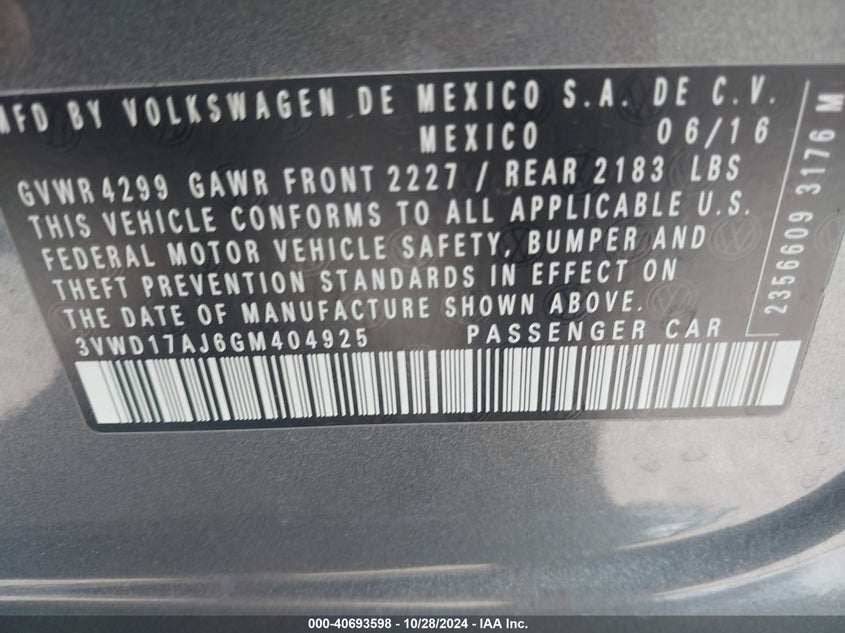 MFD BY VOLKSWAGEN DE MEXICO S.A. DE C.V.
MEXICO 06/16
GVWR 4299 GAWR FRONT 2227 / REAR 2183 LBS
THIS VEHICLE CONFORMS TO ALL APPLICABLE U.S.
FEDERAL MOTOR VEHICLE SAFETY, BUMPER AND
THEFT PREVENTION STANDARDS IN EFFECT ON
THE DATE OF MANUFACTURE SHOWN ABOVE.
3VWD17AJ6GM404925 PASSENGER CAR
2356609 3176 M
000-40693598 - 10/28/2024 - IAA Inc.